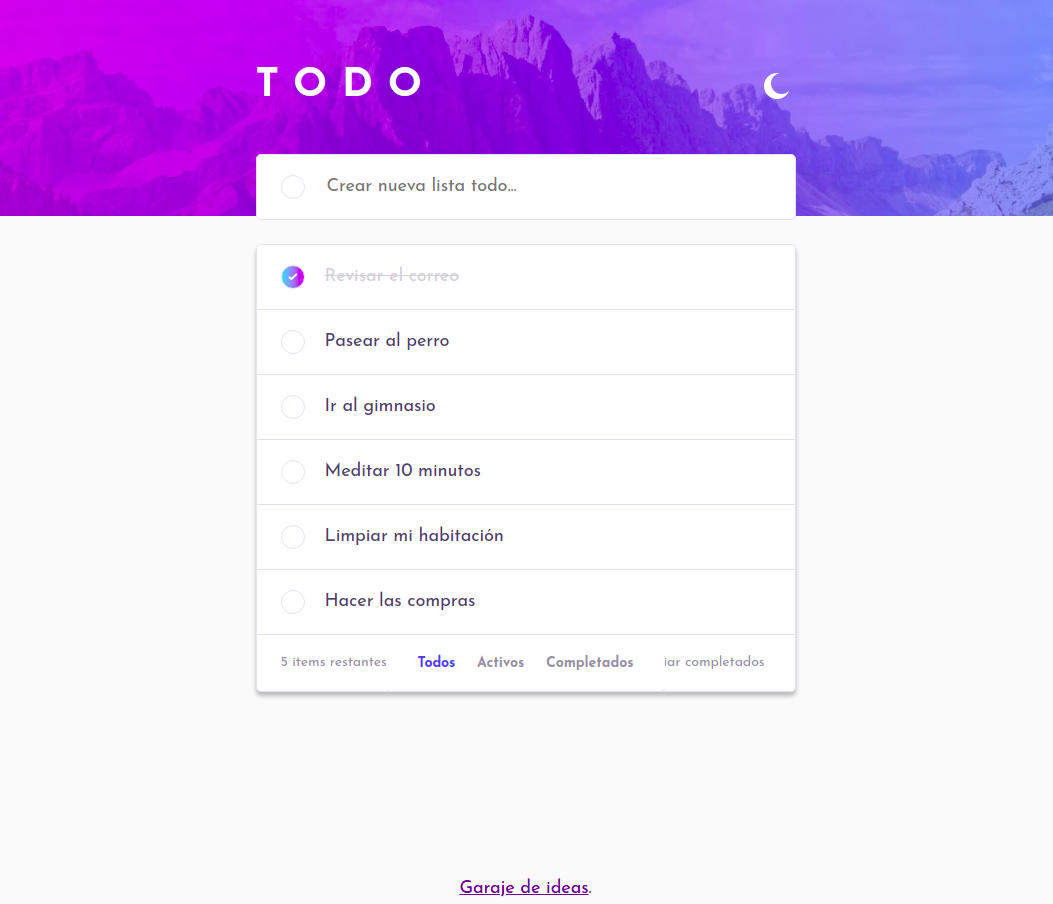 TODO
Crear nueva lista todo...
Revisar el correo
Pasear al perro
Ir al gimnasio
Meditar 10 minutos
Limpiar mi habitación
Hacer las compras
5 items restantes Todos Activos Completados iar completados
Garaje de ideas.